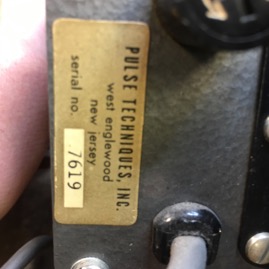 PULSE TECHNIQUES, INC.
west englewood
new jersey
serial no. 7619